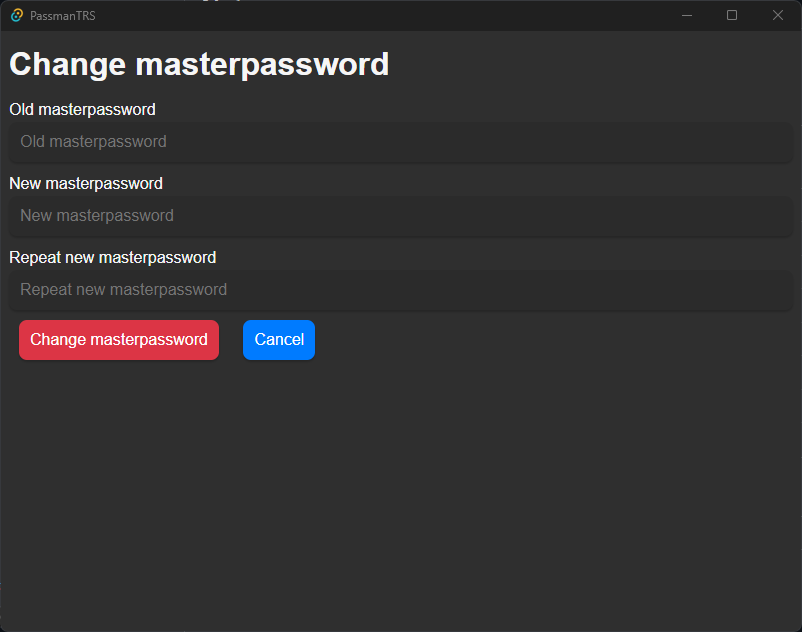 PassmanTRS
Change masterpassword
Old masterpassword
Old masterpassword
New masterpassword
New masterpassword
Repeat new masterpassword
Repeat new masterpassword
Change masterpassword Cancel